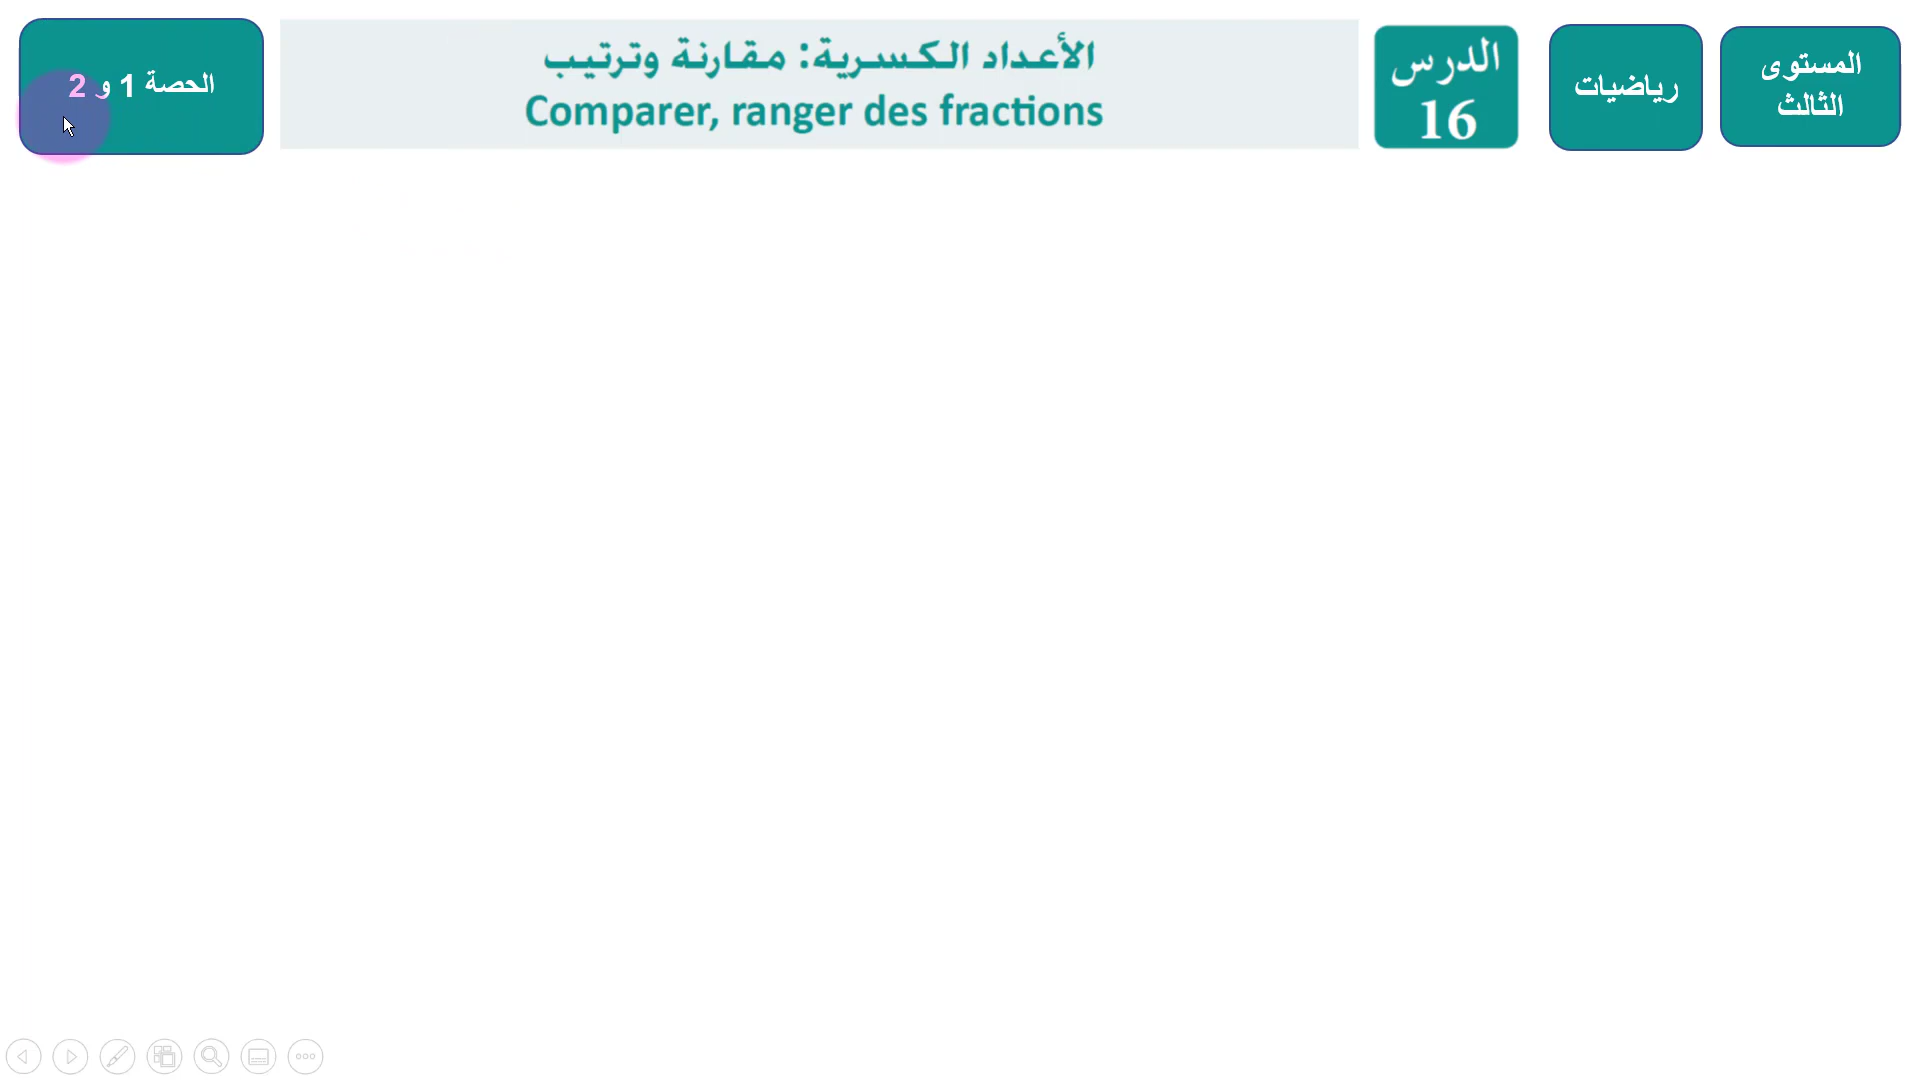 المستوى
الثالث
رياضيات
الدرس
16
الأعداد الكسرية: مقارنة وترتيب
Comparer, ranger des fractions
الحصة 1 و 2